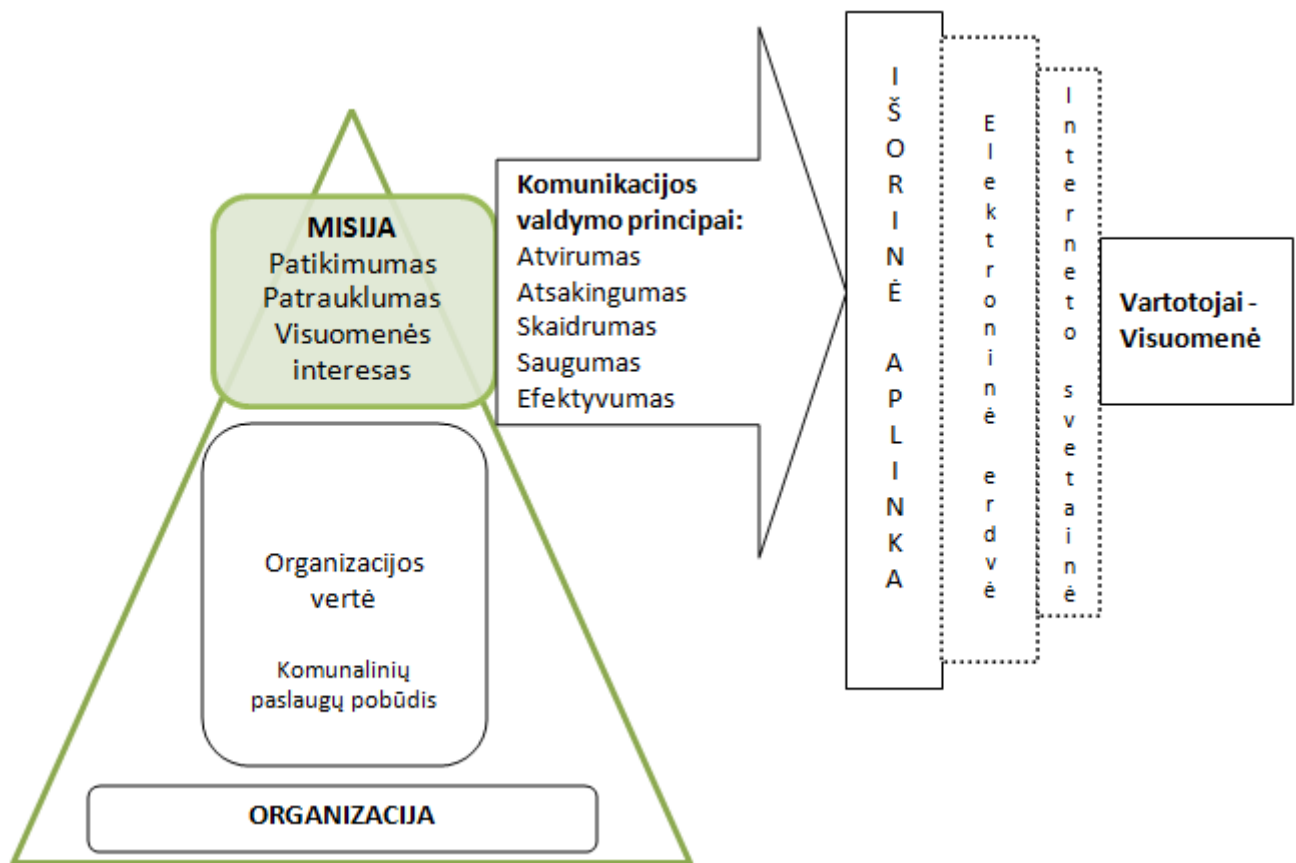 MISIJA
Patikimumas
Patrauklumas
Visuomenės
interesas
Organizacijos
vertė
Komunalinių
paslaugų pobūdis
ORGANIZACIJA
Komunikacijos
valdymo principai:
Atvirumas
Atsakingumas
Skaidrumas
Saugumas
Efektyvumas
IŠORINĖ APLINKA
Elektroninė erdvė
Interneto svetainė
Vartotojai -
Visuomenė